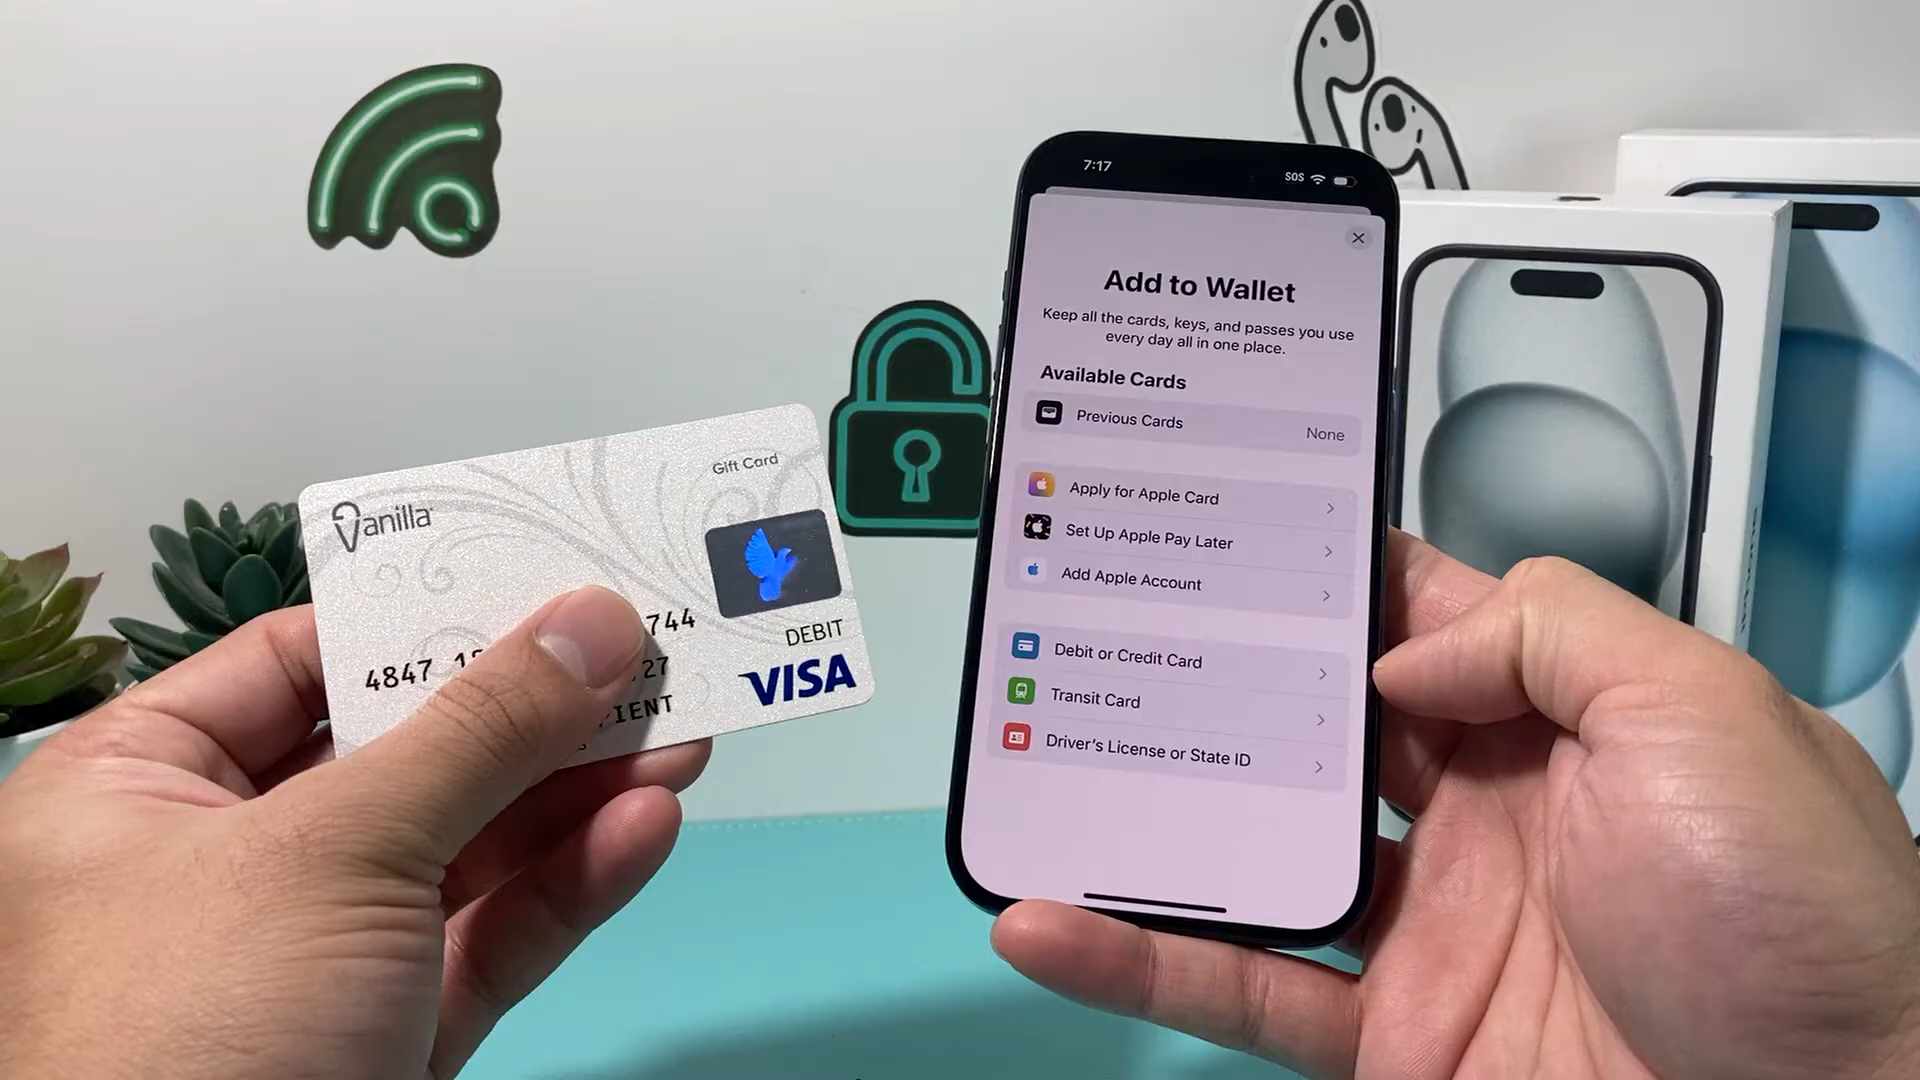 Gift Card
Vanilla
744
4847
27
DEBIT
VISA
7:17
SOS
Add to Wallet
Keep all the cards, keys, and passes you use
every day all in one place.
Available Cards
Previous Cards None
Apply for Apple Card
Set Up Apple Pay Later
Add Apple Account
Debit or Credit Card
Transit Card
Driver's License or State ID
iPhone